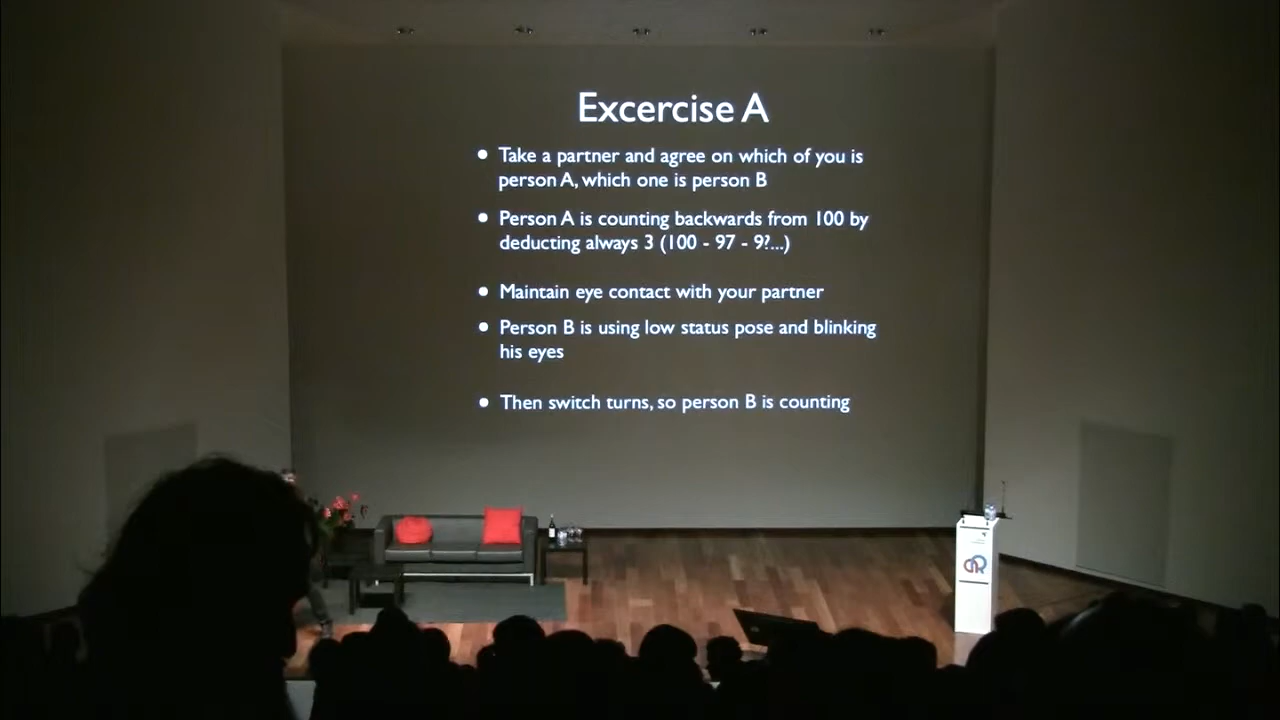 Excercise A
• Take a partner and agree on which of you is
person A, which one is person B
• Person A is counting backwards from 100 by
deducting always 3 (100 - 97 - 9?...)
• Maintain eye contact with your partner
• Person B is using low status pose and blinking
his eyes
• Then switch turns, so person B is counting